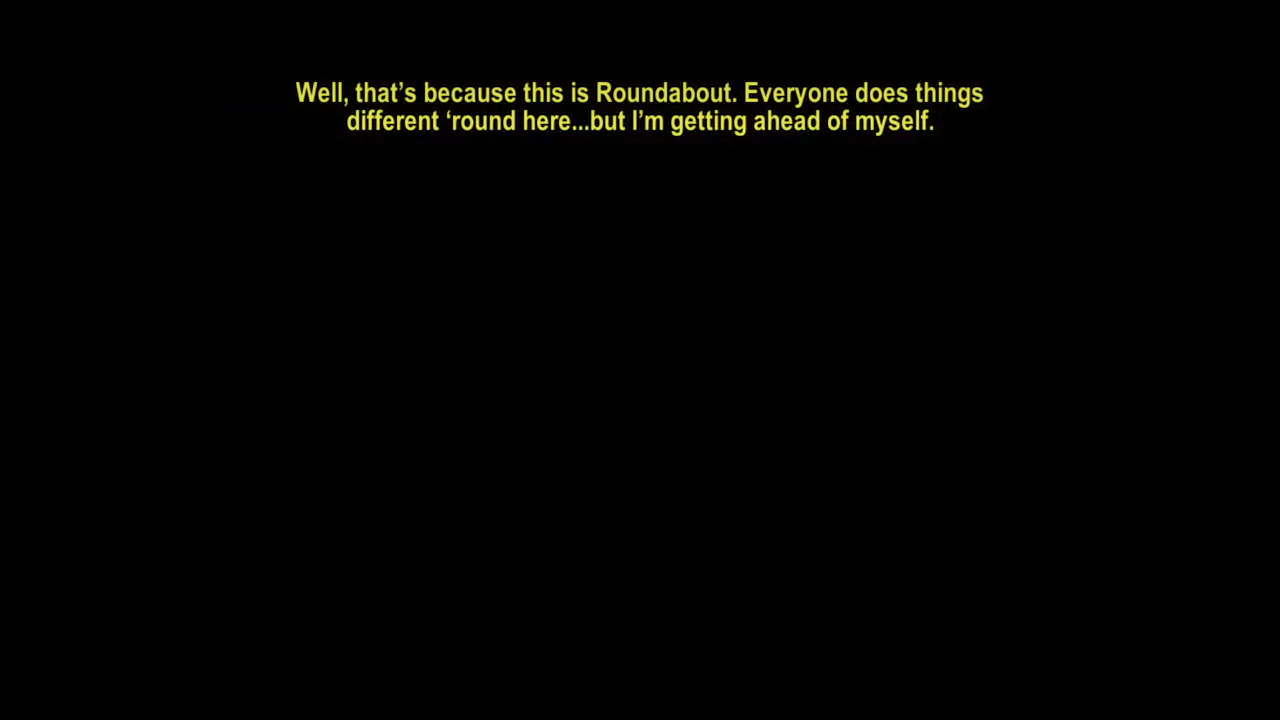 Well, that’s because this is Roundabout. Everyone does things
different ‘round here...but I’m getting ahead of myself.